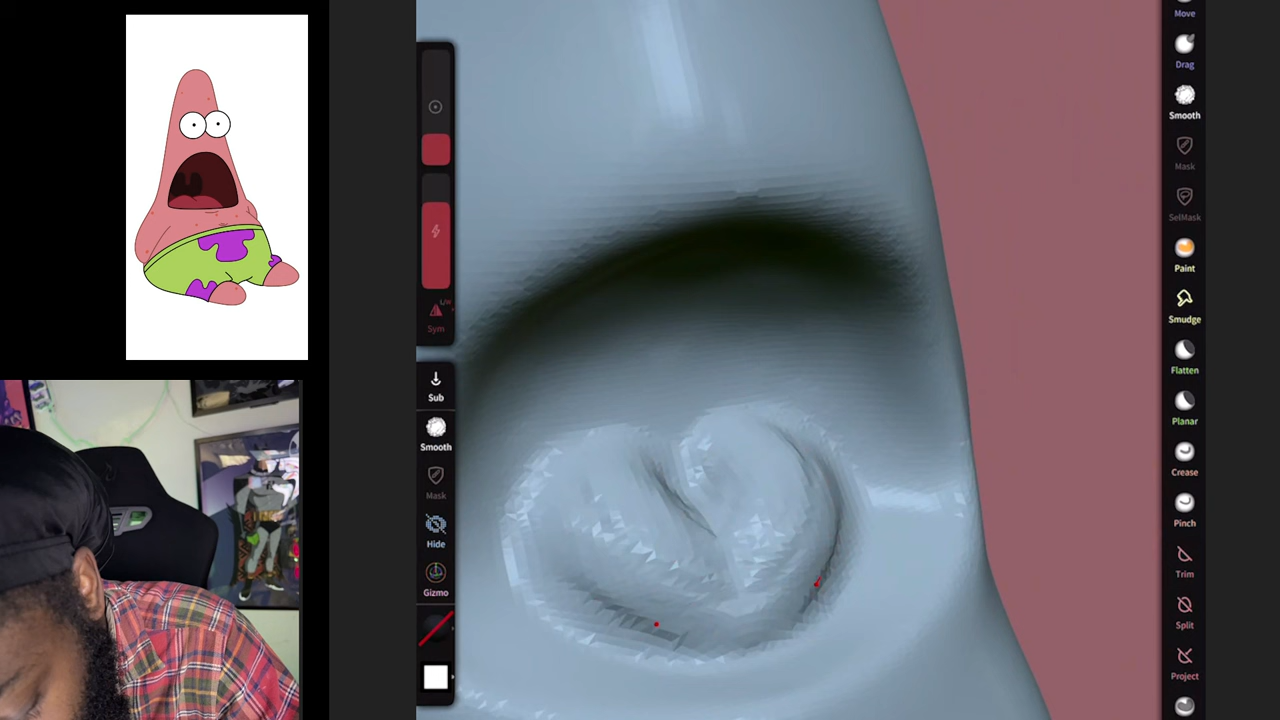 Sym
Sub
Smooth
Mask
Hide
Gizmo
Move
Drag
Smooth
Mask
SelMask
Paint
Smudge
Flatten
Planar
Crease
Pinch
Trim
Split
Project